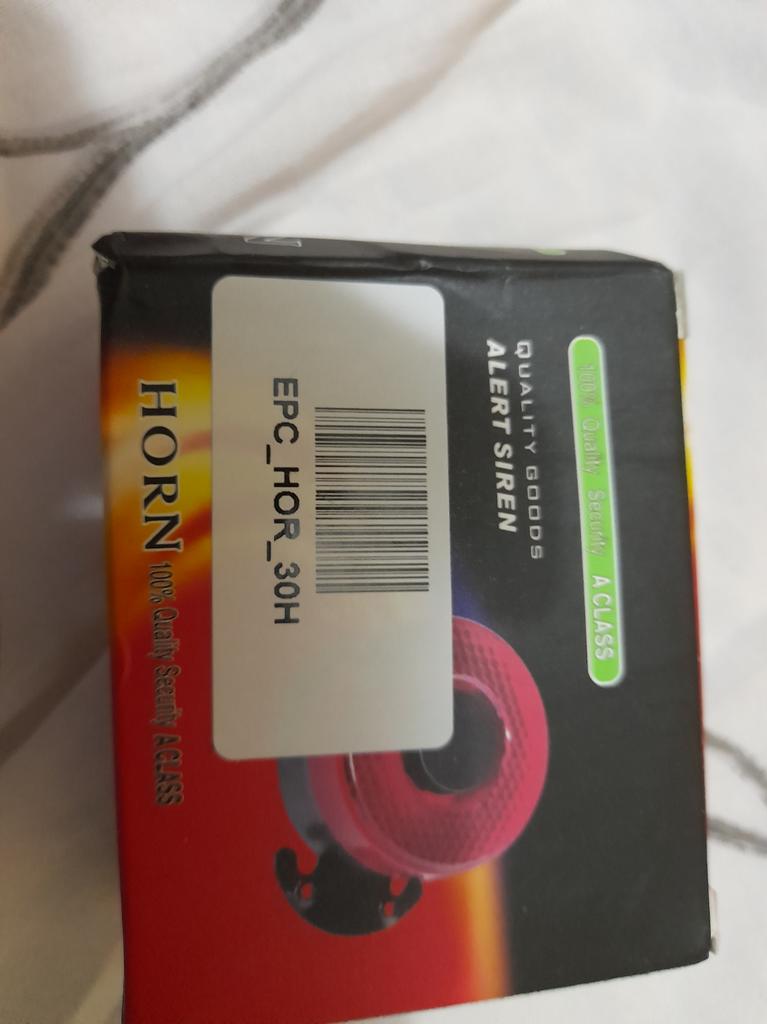 100% Quality Security A CLASS
QUALITY GOODS
ALERT SIREN
EPC_HOR_30H
HORN 100% Quality Security A CLASS
N